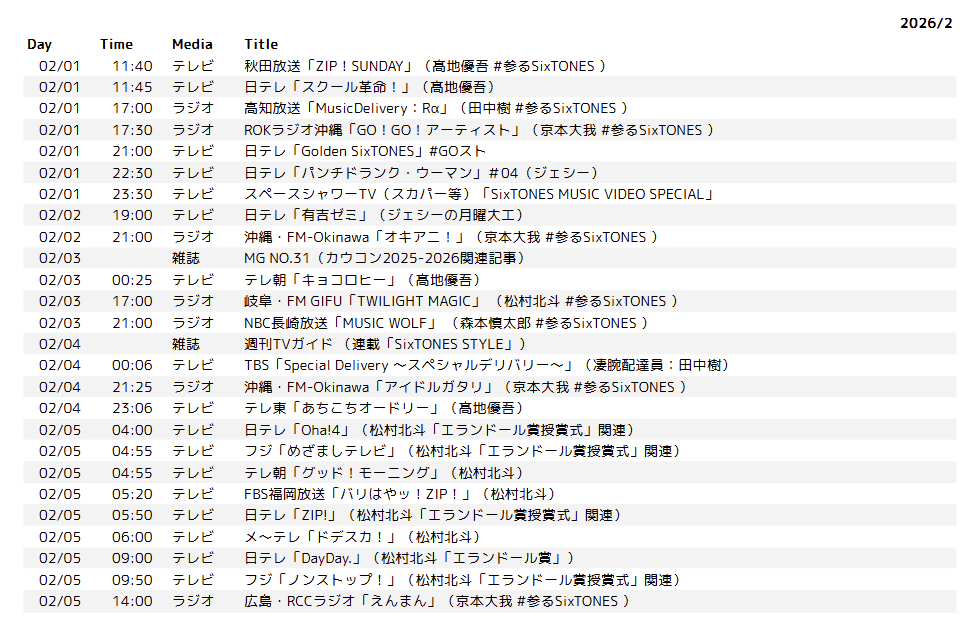 2026/2
Day Time Media Title
02/01 11:40 テレビ 秋田放送「ZIP！SUNDAY」（髙地優吾 #参るSixTONES ）
02/01 11:45 テレビ 日テレ「スクール革命！」（髙地優吾）
02/01 17:00 ラジオ 高知放送「MusicDelivery：Rα」（田中樹 #参るSixTONES ）
02/01 17:30 ラジオ ROKラジオ沖縄「GO！GO！アーティスト」（京本大我 #参るSixTONES ）
02/01 21:00 テレビ 日テレ「Golden SixTONES」#GOスト
02/01 22:30 テレビ 日テレ「パンチドランク・ウーマン」＃04（ジェシー）
02/01 23:30 テレビ スペースシャワーTV（スカパー等）「SixTONES MUSIC VIDEO SPECIAL」
02/02 19:00 テレビ 日テレ「有吉ゼミ」（ジェシーの月曜大工）
02/02 21:00 ラジオ 沖縄・FM-Okinawa「オキアニ！」（京本大我 #参るSixTONES ）
02/03 雑誌 MG NO.31（カウコン2025-2026関連記事）
02/03 00:25 テレビ テレ朝「キョコロヒー」（髙地優吾）
02/03 17:00 ラジオ 岐阜・FM GIFU「TWILIGHT MAGIC」（松村北斗 #参るSixTONES ）
02/03 21:00 ラジオ NBC長崎放送「MUSIC WOLF」（森本慎太郎 #参るSixTONES ）
02/04 雑誌 週刊TVガイド （連載「SixTONES STYLE」）
02/04 00:06 テレビ TBS「Special Delivery ～スペシャルデリバリー～」（凄腕配達員：田中樹）
02/04 21:25 ラジオ 沖縄・FM-Okinawa「アイドルガタリ」（京本大我 #参るSixTONES ）
02/04 23:06 テレビ テレ東「あちこちオードリー」（髙地優吾）
02/05 04:00 テレビ 日テレ「Oha!4」（松村北斗「エランドール賞授賞式」関連）
02/05 04:55 テレビ フジ「めざましテレビ」（松村北斗「エランドール賞授賞式」関連）
02/05 04:55 テレビ テレ朝「グッド！モーニング」（松村北斗）
02/05 05:20 テレビ FBS福岡放送「バリはやッ！ZIP！」（松村北斗）
02/05 05:50 テレビ 日テレ「ZIP!」（松村北斗「エランドール賞授賞式」関連）
02/05 06:00 テレビ メ～テレ「ドデスカ！」（松村北斗）
02/05 09:00 テレビ 日テレ「DayDay.」（松村北斗「エランドール賞」）
02/05 09:50 テレビ フジ「ノンストップ！」（松村北斗「エランドール賞授賞式」関連）
02/05 14:00 ラジオ 広島・RCCラジオ「えんまん」（京本大我 #参るSixTONES ）